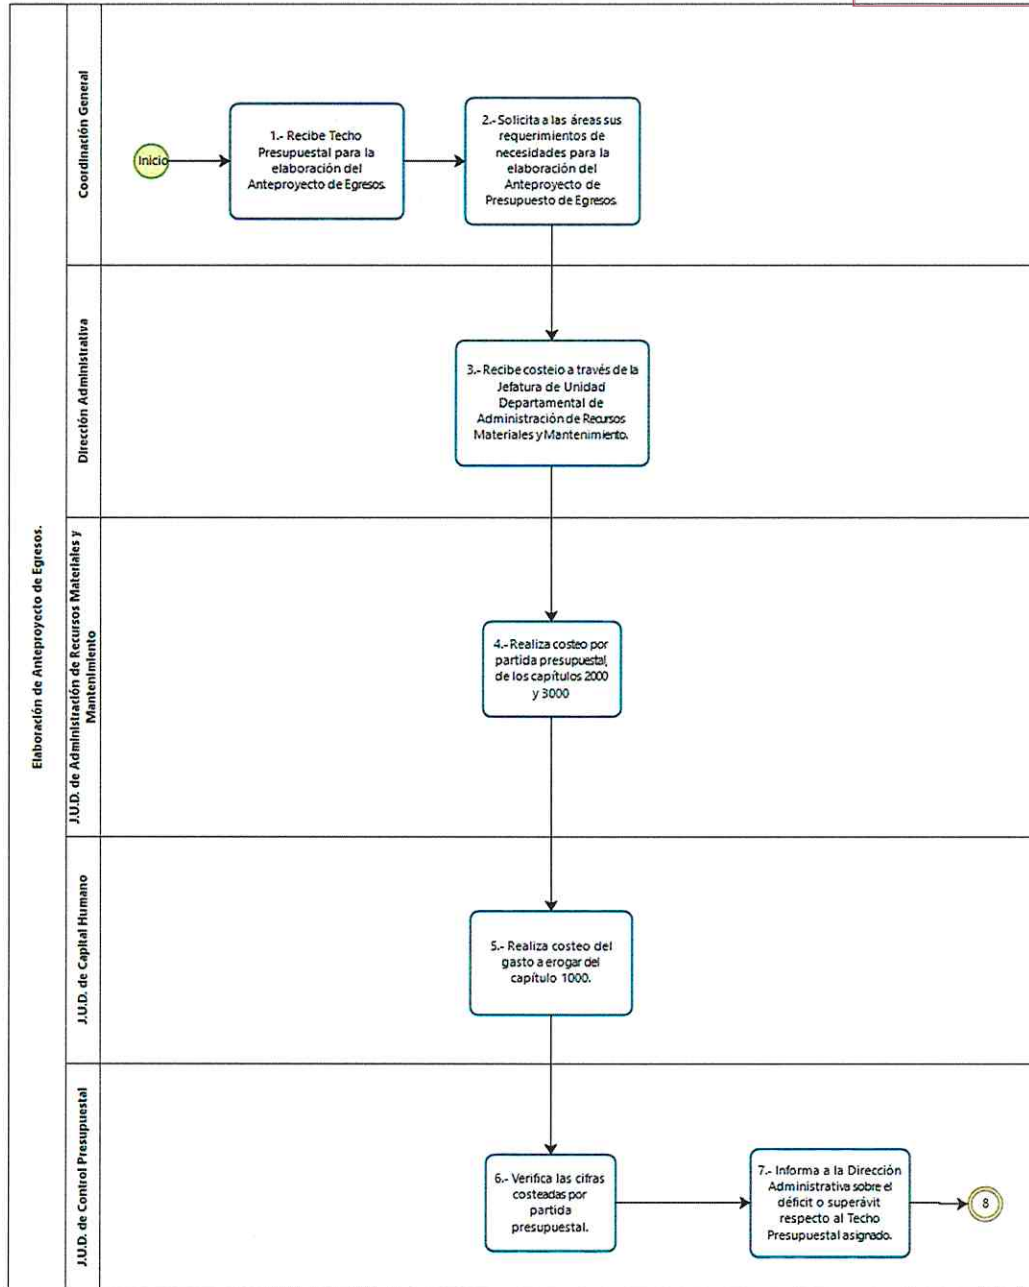 Elaboración de Anteproyecto de Egresos.
Coordinación General
Inicio
1.- Recibe Techo
Presupuestal para la
elaboración del
Anteproyecto de Egresos.
2.- Solicita a las áreas sus
requerimientos de
necesidades para la
elaboración del
Anteproyecto de
Presupuesto de Egresos.
Dirección Administrativa
3.- Recibe costeio a través de la
Jefatura de Unidad
Departamental de
Administración de Recursos
Materiales y Mantenimiento.
J.U.D. de Administración de Recursos Materiales y
Mantenimiento
4.- Realiza costeo por
partida presupuestal,
de los capítulos 2000
y 3000
J.U.D. de Capital Humano
5.- Realiza costeo del
gasto a erogar del
capítulo 1000.
J.U.D. de Control Presupuestal
6.- Verifica las cifras
costeadas por
partida
presupuestal.
7.- Informa a la Dirección
Administrativa sobre el
déficit o superávit
respecto al Techo
Presupuestal asignado.
8